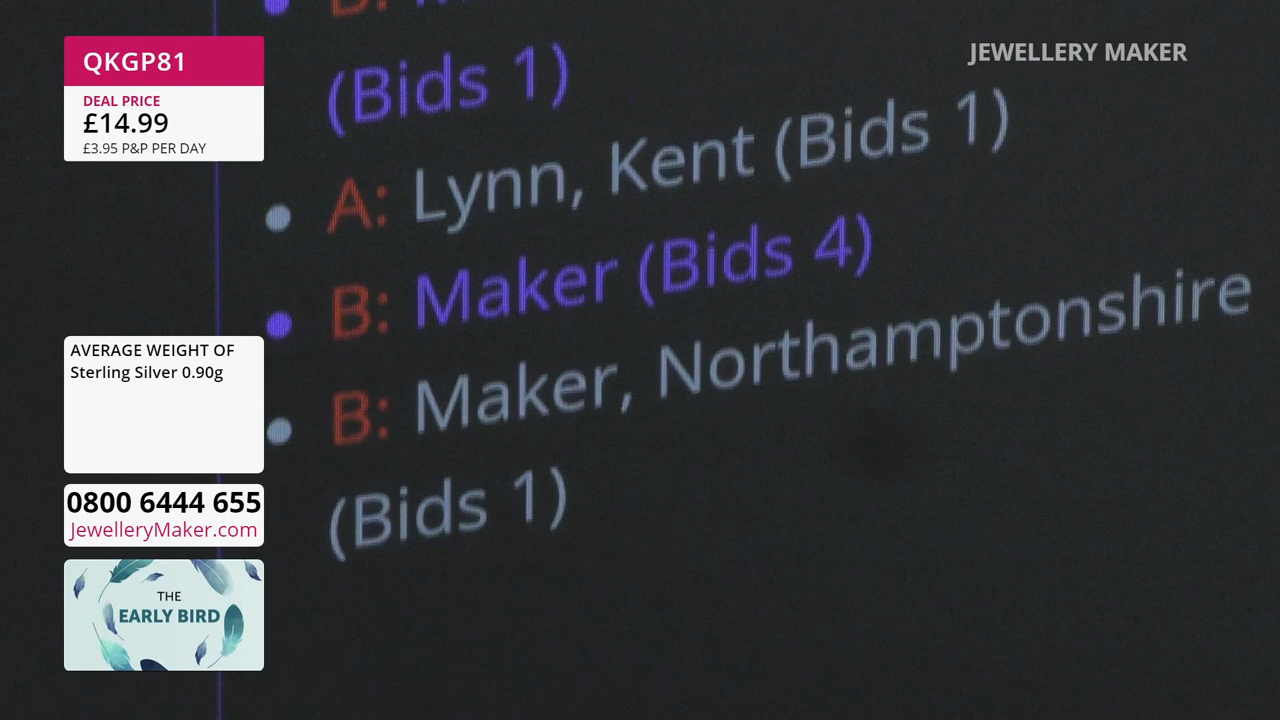 QKGP81
DEAL PRICE
£14.99
£3.95 P&P PER DAY
JEWELLERY MAKER
(Bids 1)
A: Lynn, Kent (Bids 1)
B: Maker (Bids 4)
B: Maker, Northamptonshire
(Bids 1)
AVERAGE WEIGHT OF
Sterling Silver 0.90g
0800 6444 655
JewelleryMaker.com
THE
EARLY BIRD